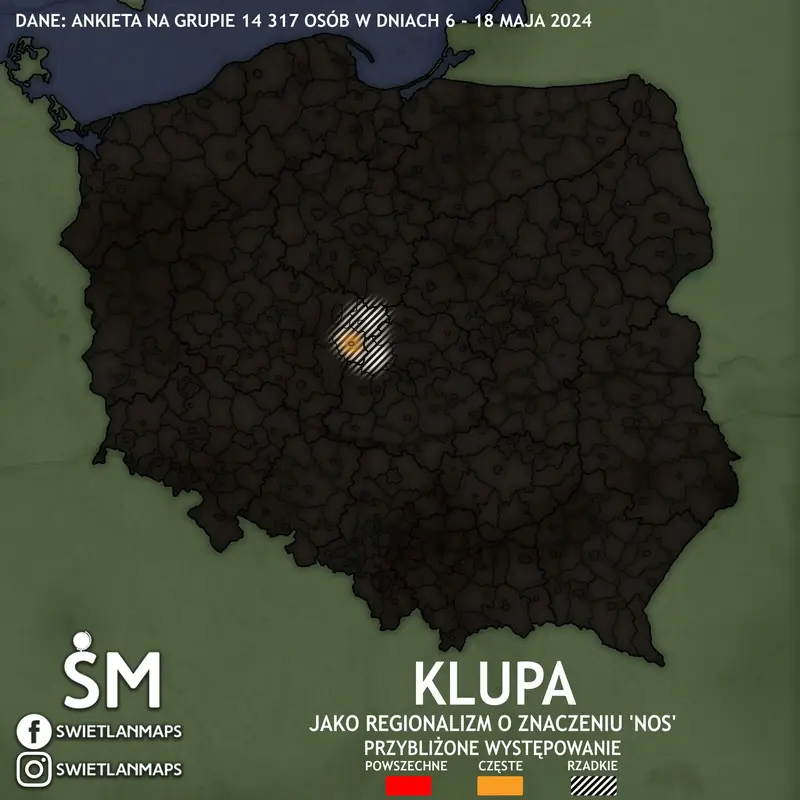 DANE: ANKIETA NA GRUPIE 14 317 OSÓB W DNIACH 6 - 18 MAJA 2024
ŚM
SWIETLANMAPS
SWIETLANMAPS
KLUPA
JAKO REGIONALIZM O ZNACZENIU 'NOS'
PRZYBLIŻONE WYSTĘPOWANIE
POWSZECHNE CZĘSTE RZADKIE